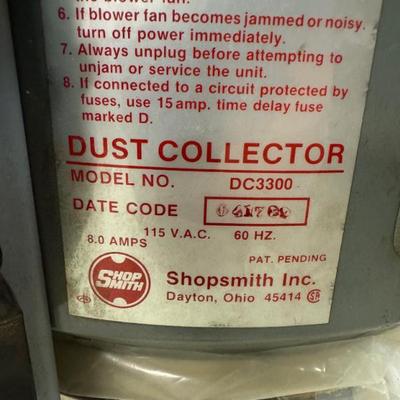 the blower fan.
6. If blower fan becomes jammed or noisy,
turn off power immediately.
7. Always unplug before attempting to
unjam or service the unit.
8. If connected to a circuit protected by
fuses, use 15 amp. time delay fuse
marked D.
DUST COLLECTOR
MODEL NO. DC3300
DATE CODE
115 V.A.C. 60 HZ.
8.0 AMPS
PAT. PENDING
SHOP
SMITH
Shopsmith Inc.
Dayton, Ohio 45414